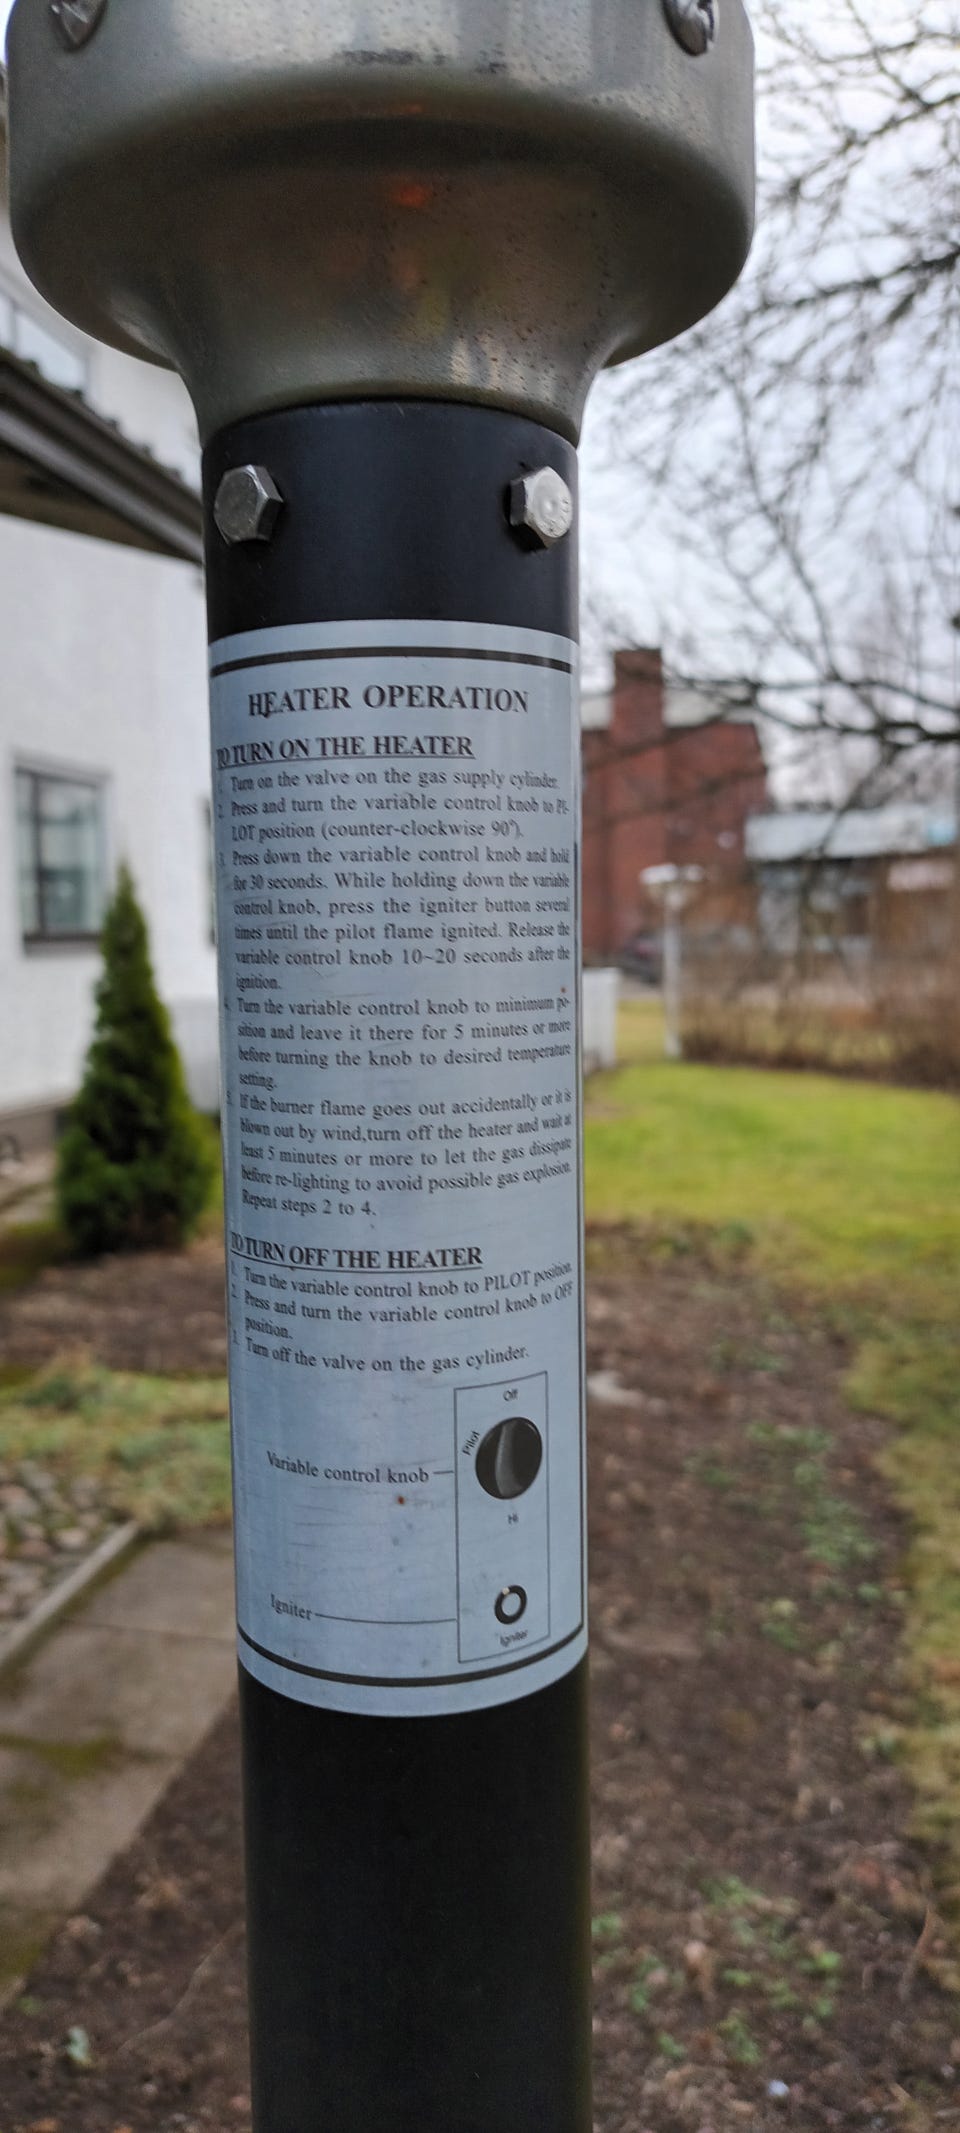 HEATER OPERATION
TO TURN ON THE HEATER
1. Turn on the valve on the gas supply cylinder.
2. Press and turn the variable control knob to PI-
LOT position (counter-clockwise 90°).
3. Press down the variable control knob and hold
for 30 seconds. While holding down the variable
control knob, press the igniter button several
times until the pilot flame ignited. Release the
variable control knob 10~20 seconds after the
ignition.
4. Turn the variable control knob to minimum po-
sition and leave it there for 5 minutes or more
before turning the knob to desired temperature
setting.
5. If the burner flame goes out accidentally or it is
blown out by wind,turn off the heater and wait at
least 5 minutes or more to let the gas dissipate
before re-lighting to avoid possible gas explosion.
Repeat steps 2 to 4.
TO TURN OFF THE HEATER
1. Turn the variable control knob to PILOT position.
2. Press and turn the variable control knob to OFF
position.
3. Turn off the valve on the gas cylinder.
Off
Pilot
Variable control knob
Hi
Igniter
Igniter